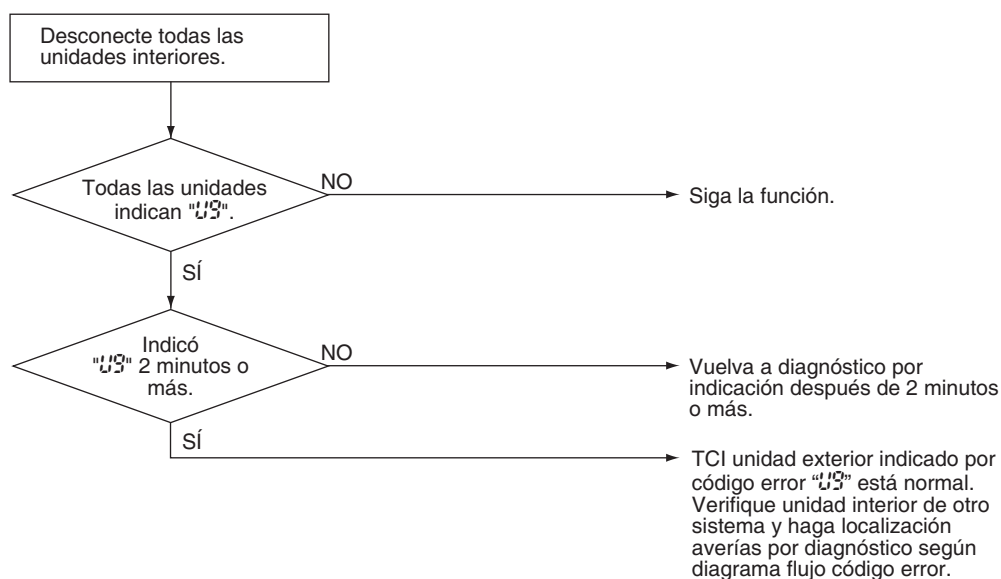 Desconecte todas las
unidades interiores.
Todas las unidades
indican "U9".
NO
Siga la función.
SÍ
Indicó
"U9" 2 minutos o
más.
NO
Vuelva a diagnóstico por
indicación después de 2 minutos
o más.
SÍ
TCI unidad exterior indicado por
código error “U9” está normal.
Verifique unidad interior de otro
sistema y haga localización
averías por diagnóstico según
diagrama flujo código error.